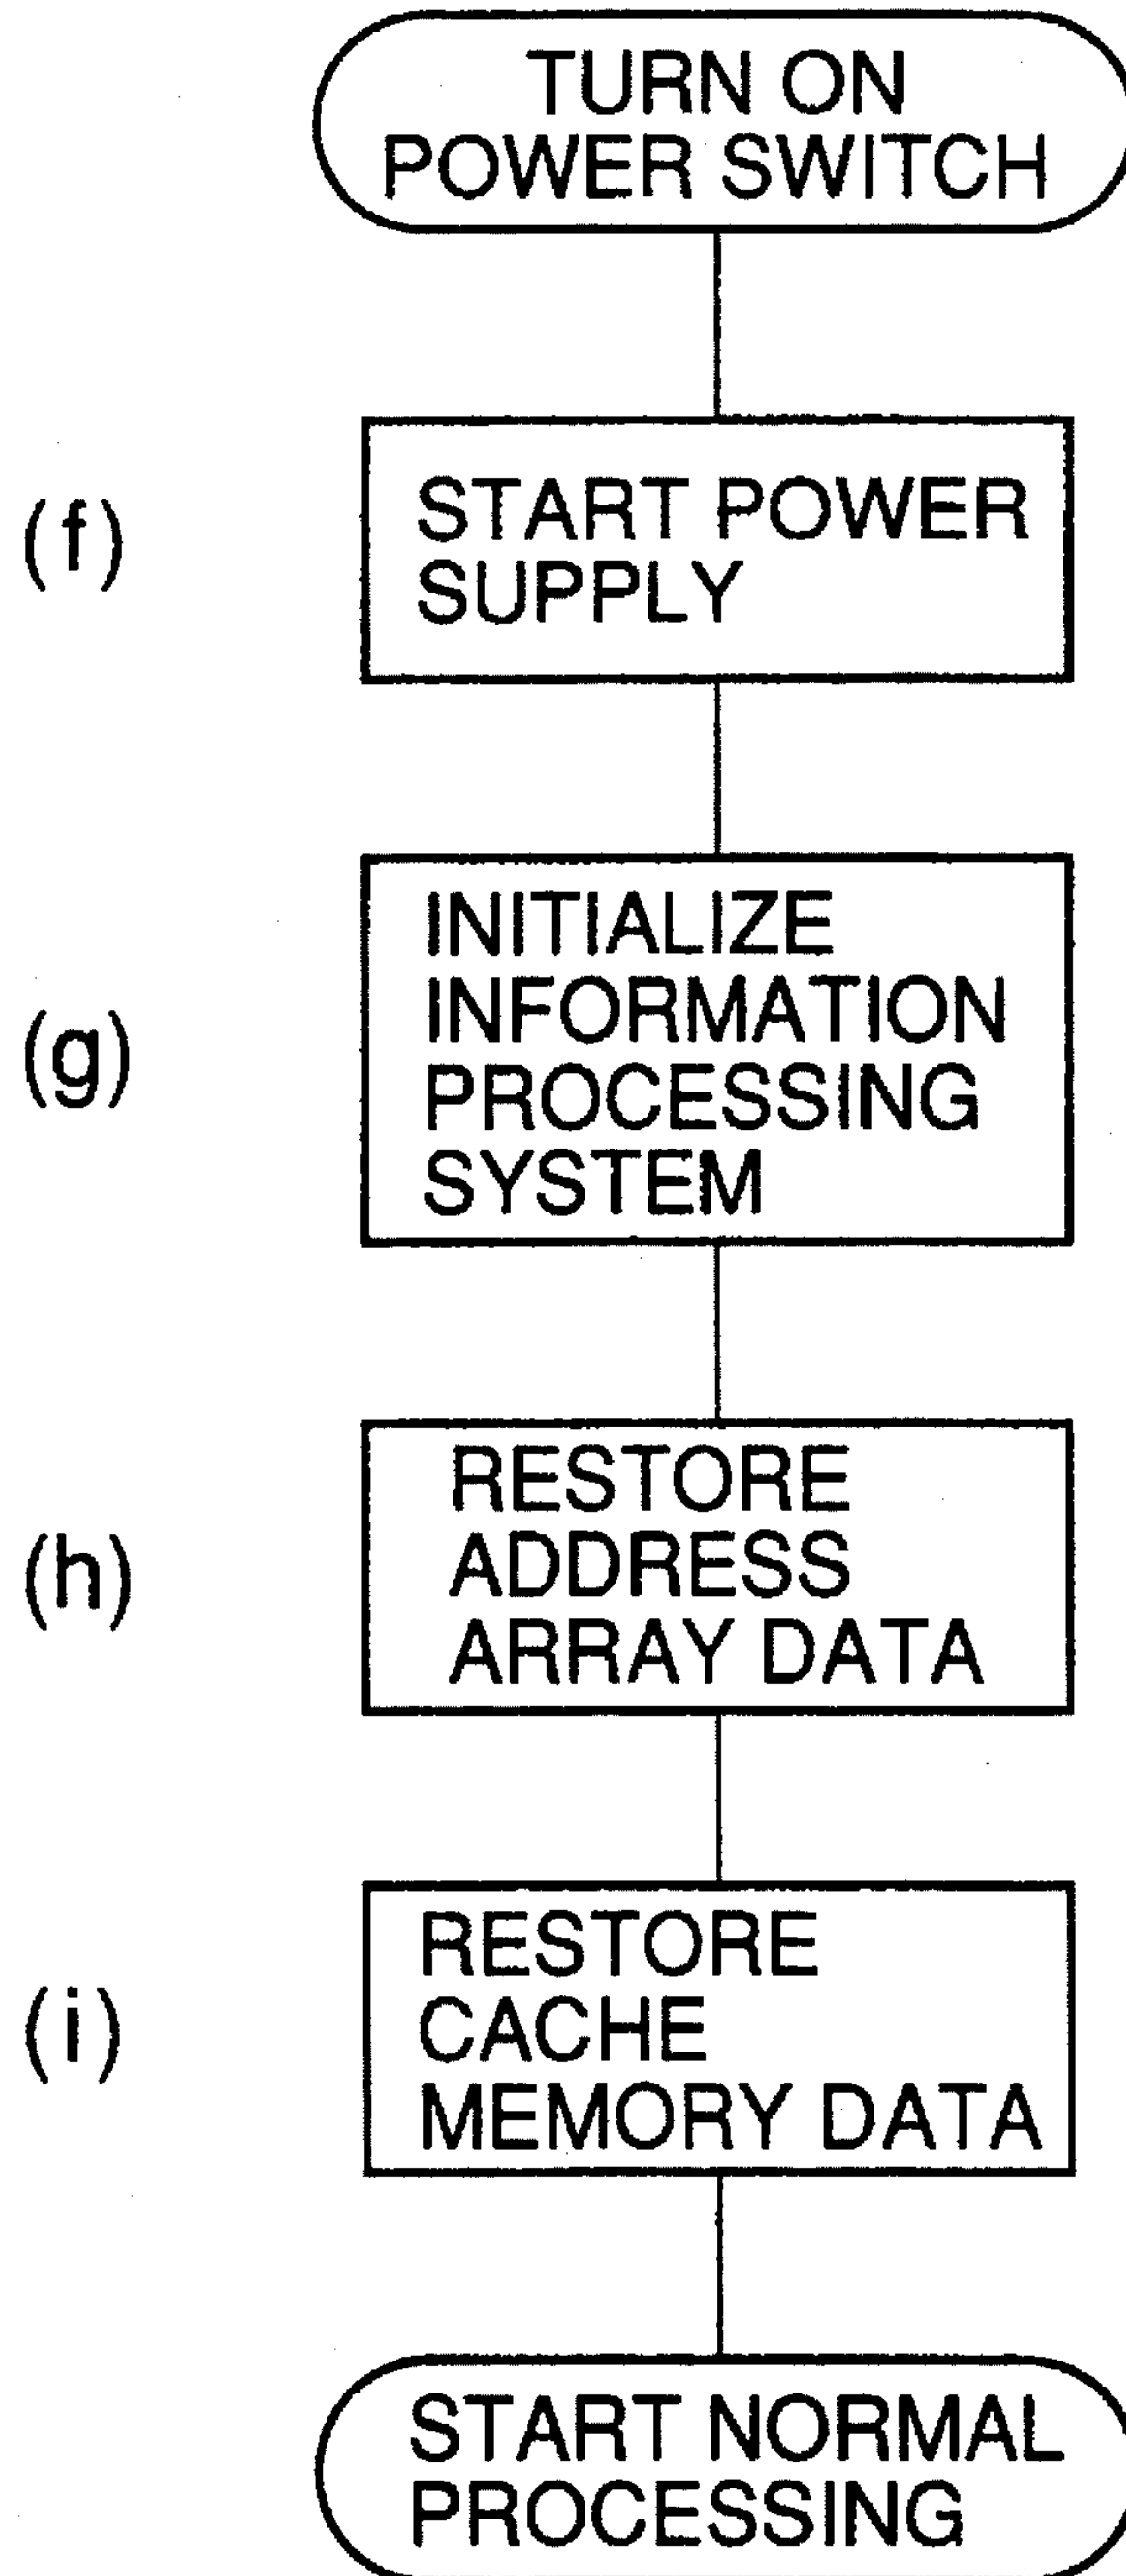 TURN ON
POWER SWITCH
(f)
START POWER
SUPPLY
(g)
INITIALIZE
INFORMATION
PROCESSING
SYSTEM
(h)
RESTORE
ADDRESS
ARRAY DATA
(i)
RESTORE
CACHE
MEMORY DATA
START NORMAL
PROCESSING